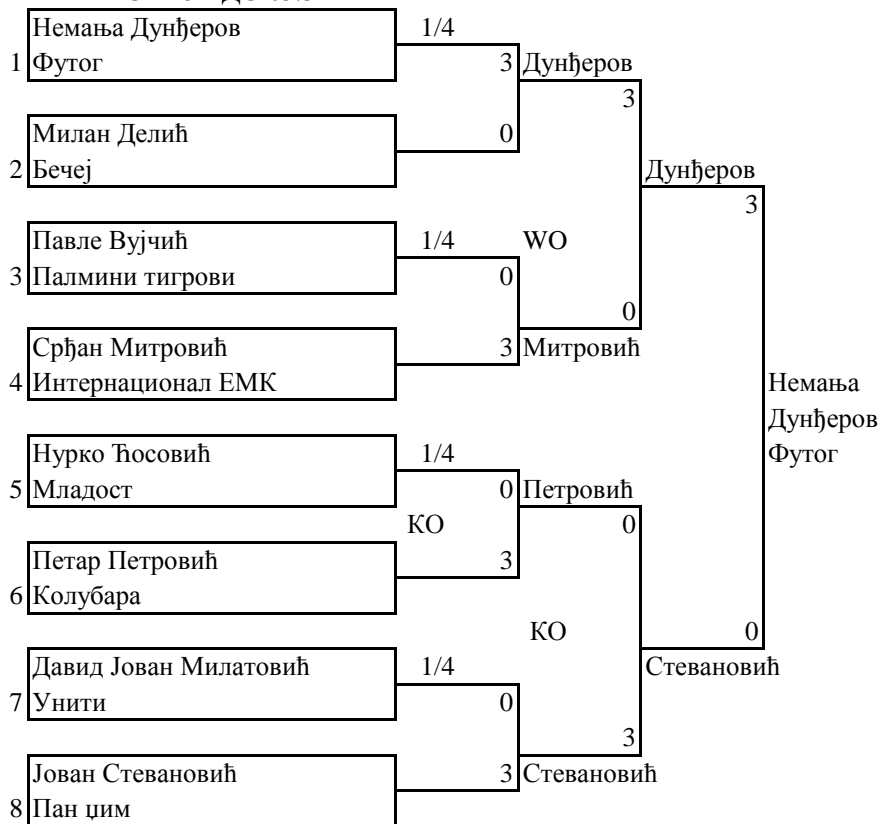 Немања Дунђеров
1/4
1 Футог
3 Дунђеров
3
Милан Делић
0
2 Бечеј
Дунђеров
3
Павле Вујчић
1/4 WO
3 Палмини тигрови
0
0
Срђан Митровић
3 Митровић
4 Интернационал ЕМК
Немања
Дунђеров
Футог
Нурко Ћосовић
1/4
5 Младост
0 Петровић
КО
0
Петар Петровић
3
6 Колубара
КО
0
Давид Јован Милатовић
1/4
Стевановић
7 Унити
0
3
Јован Стевановић
3 Стевановић
8 Пан џим